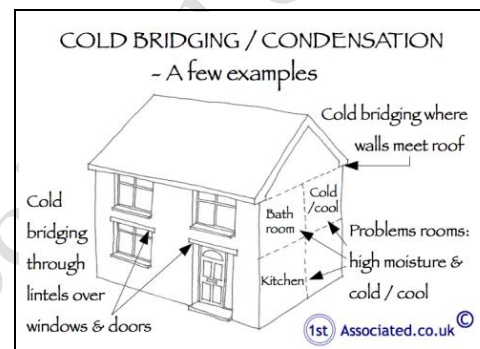 COLD BRIDGING / CONDENSATION
- A few examples
Cold bridging where
walls meet roof
Cold
bridging
through
lintels over
windows & doors
Bath
room
Cold
/cool
Kitchen
Problems rooms:
high moisture &
cold / cool
1st Associated.co.uk ©